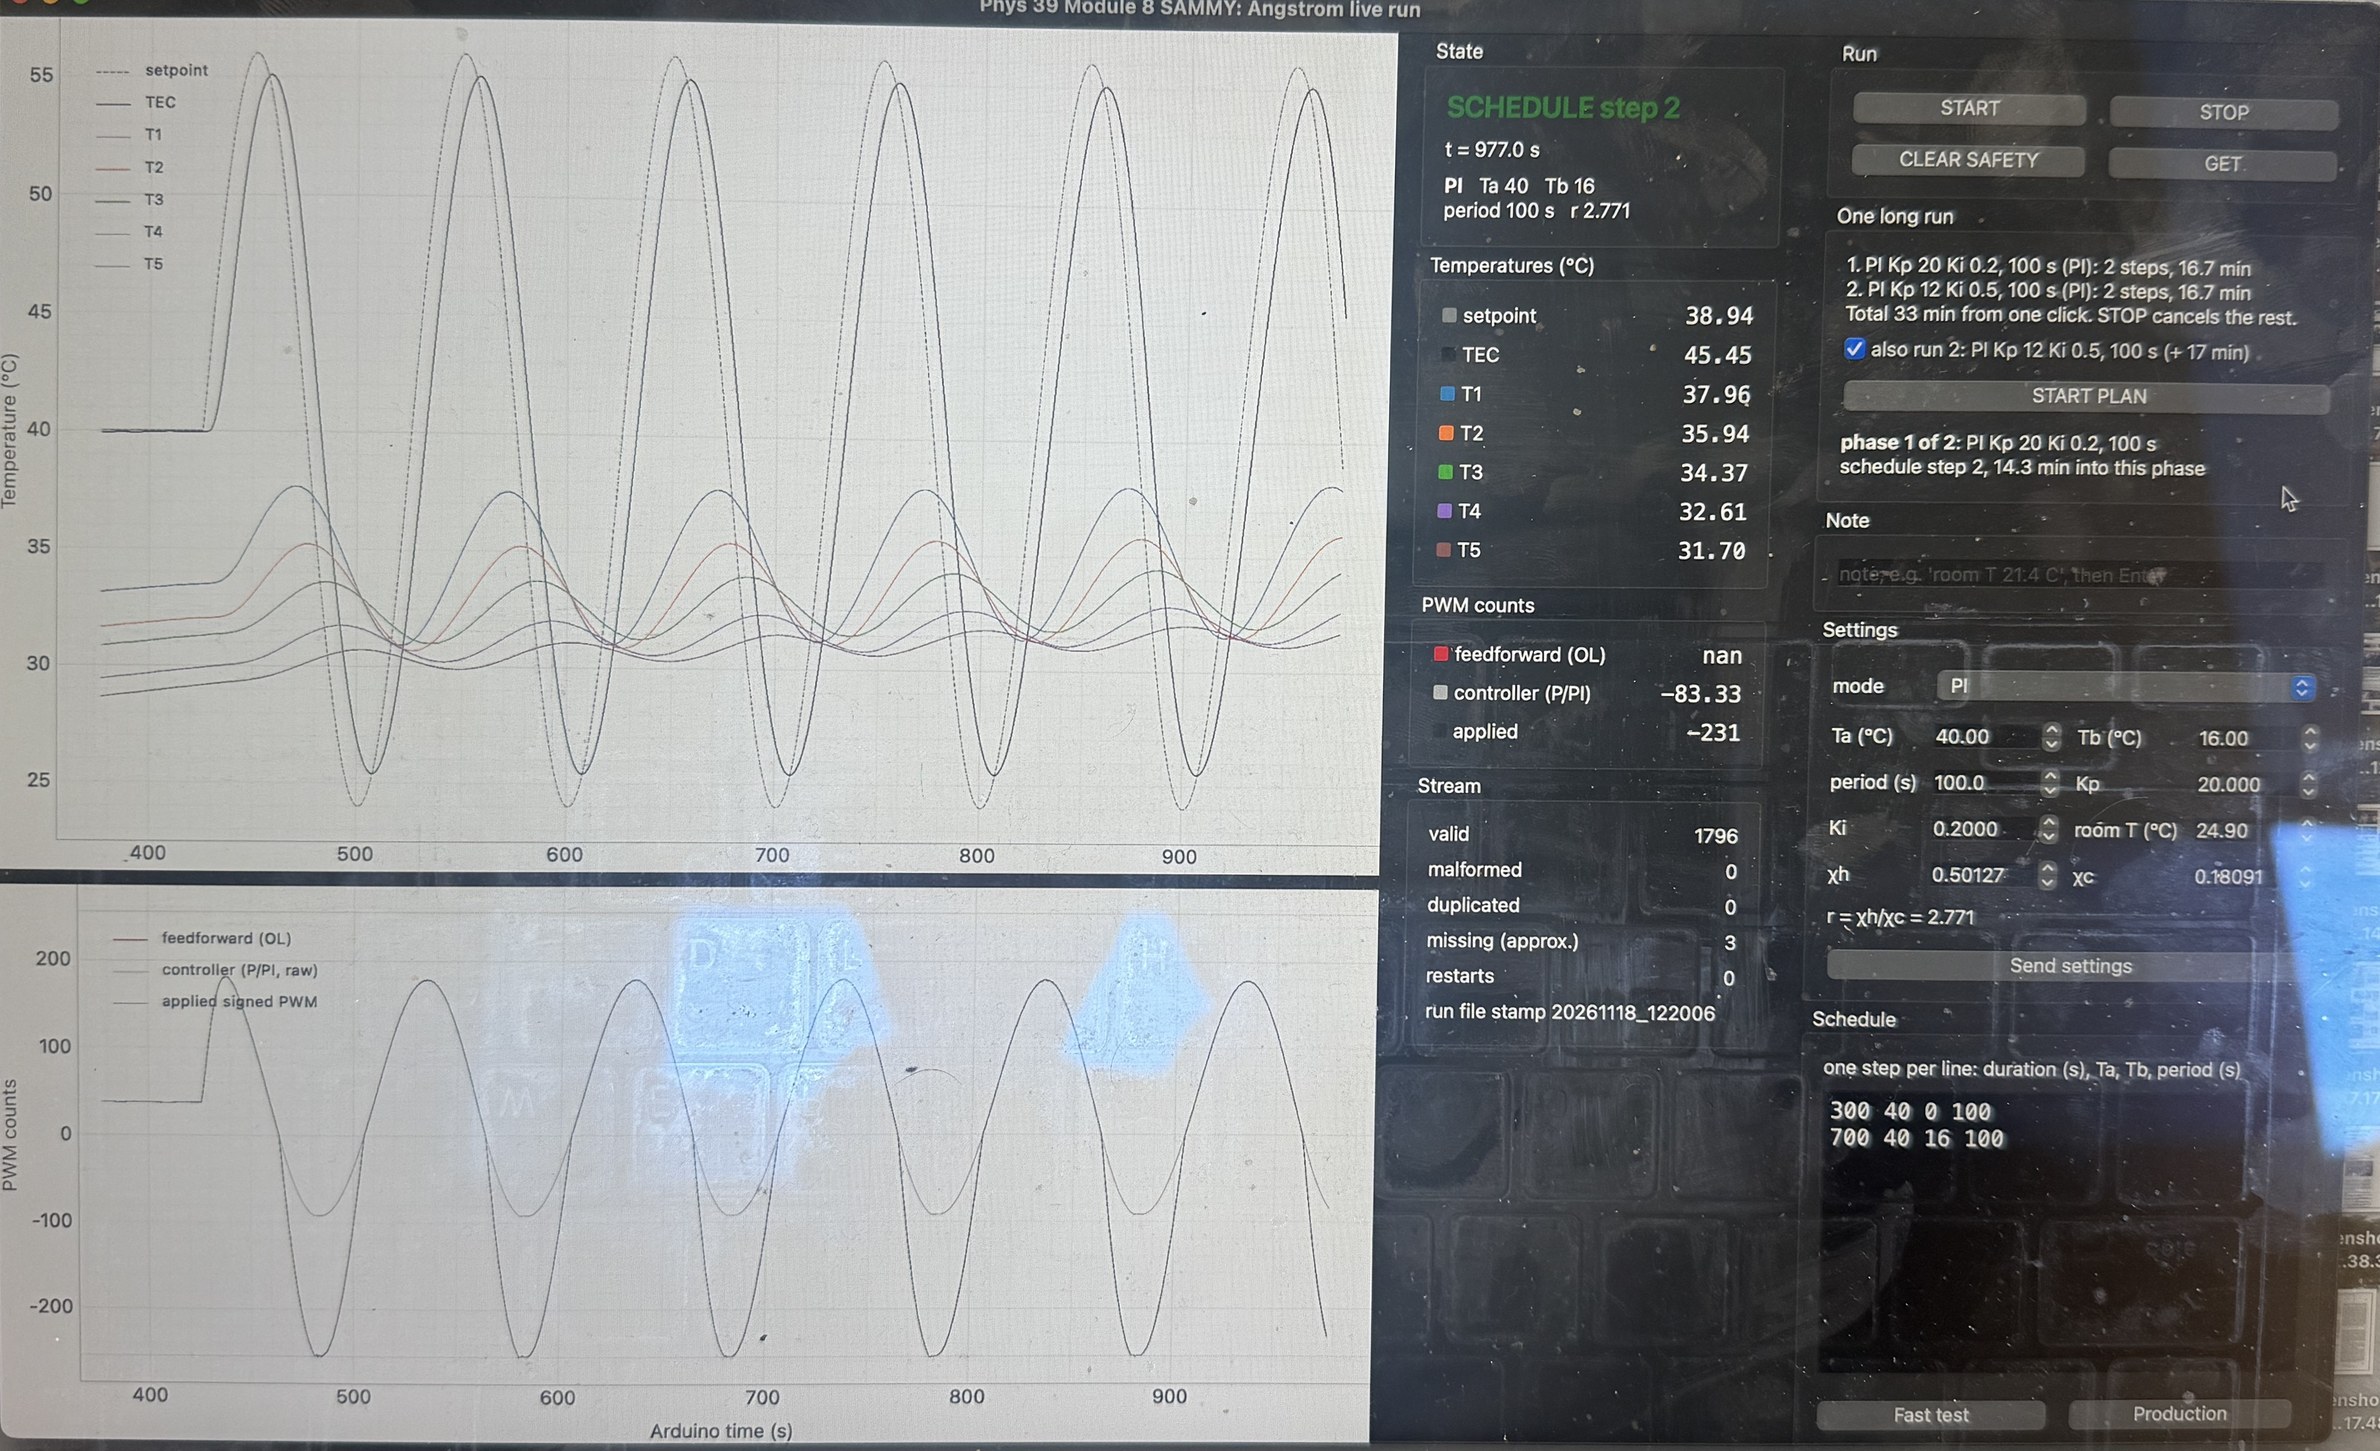 Phys 39 Module 8 SAMMY: Angstrom live run
setpoint
TEC
T1
T2
T3
T4
T5
55
50
45
40
35
30
25
Temperature (°C)
400 500 600 700 800 900
feedforward (OL)
controller (P/PI, raw)
applied signed PWM
200
100
0
-100
-200
PWM counts
400 500 600 700 800 900
Arduino time (s)
State
SCHEDULE step 2
t = 977.0 s
PI Ta 40 Tb 16
period 100 s r 2.771
Temperatures (°C)
setpoint 38.94
TEC 45.45
T1 37.96
T2 35.94
T3 34.37
T4 32.61
T5 31.70
PWM counts
feedforward (OL) nan
controller (P/PI) −83.33
applied −231
Stream
valid 1796
malformed 0
duplicated 0
missing (approx.) 3
restarts 0
run file stamp 20261118_122006
Run
START STOP
CLEAR SAFETY GET
One long run
1. PI Kp 20 Ki 0.2, 100 s (PI): 2 steps, 16.7 min
2. PI Kp 12 Ki 0.5, 100 s (PI): 2 steps, 16.7 min
Total 33 min from one click. STOP cancels the rest.
also run 2: PI Kp 12 Ki 0.5, 100 s (+ 17 min)
START PLAN
phase 1 of 2: PI Kp 20 Ki 0.2, 100 s
schedule step 2, 14.3 min into this phase
Note
note, e.g. 'room T 21.4 C', then Enter
Settings
mode PI
Ta (°C) 40.00 Tb (°C) 16.00
period (s) 100.0 Kp 20.000
Ki 0.2000 room T (°C) 24.90
χh 0.50127 χc 0.18091
r = χh/χc = 2.771
Send settings
Schedule
one step per line: duration (s), Ta, Tb, period (s)
300 40 0 100
700 40 16 100
Fast test Production